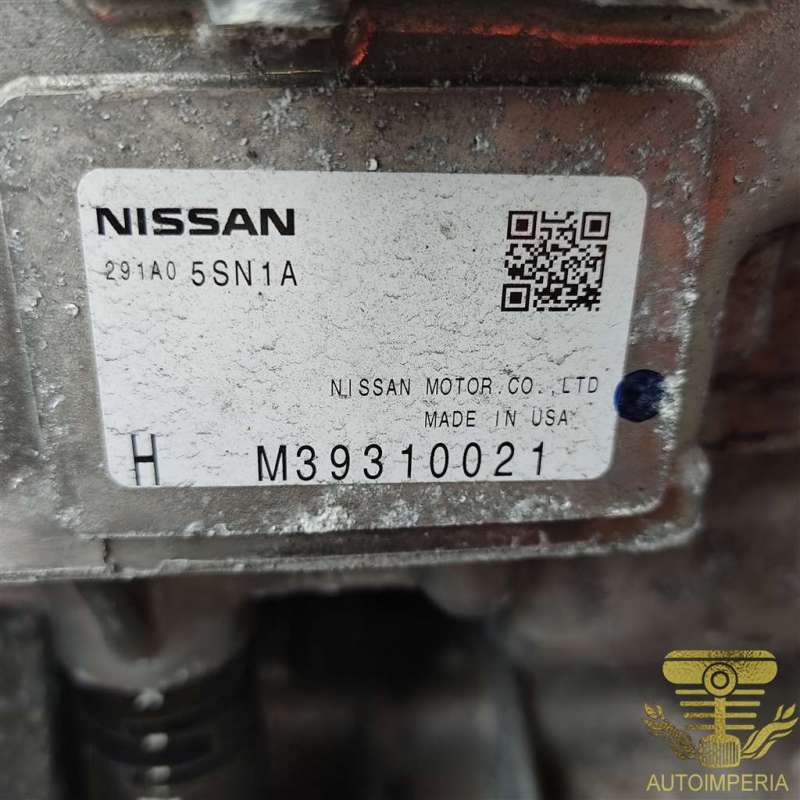 NISSAN
291A0 5SN1A
NISSAN MOTOR.CO.,LTD
MADE IN USA
H M39310021
AUTOIMPERIA